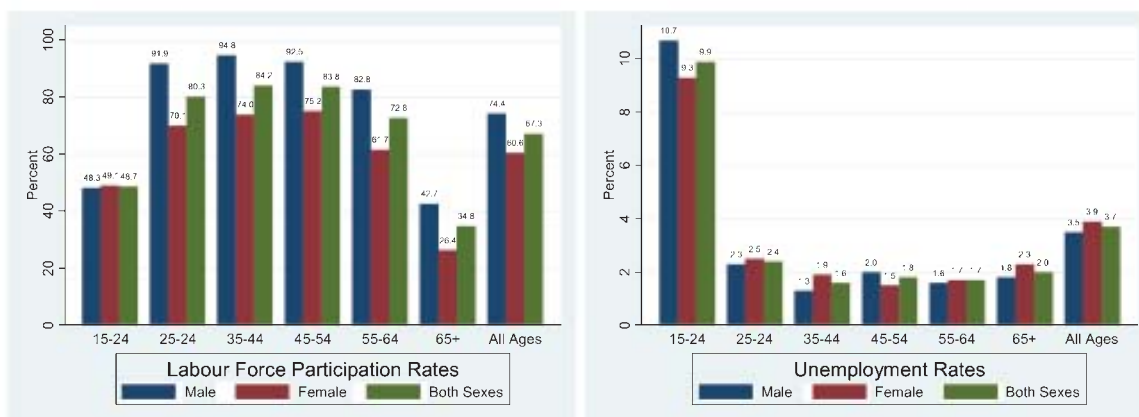 100
80
60
40
20
0
Percent
48.3 49.1 48.7
91.9 70.1 80.3
94.8 74.0 84.2
92.5 75.2 83.8
82.8 61.7 72.8
42.7 26.4 34.8
74.4 60.6 67.3
15-24 25-24 35-44 45-54 55-64 65+ All Ages
Labour Force Participation Rates
Male Female Both Sexes
10
8
6
4
2
0
Percent
10.7 9.3 9.9
2.3 2.5 2.4
1.3 1.9 1.6
2.0 1.5 1.8
1.6 1.7 1.7
1.8 2.3 2.0
3.5 3.9 3.7
15-24 25-24 35-44 45-54 55-64 65+ All Ages
Unemployment Rates
Male Female Both Sexes